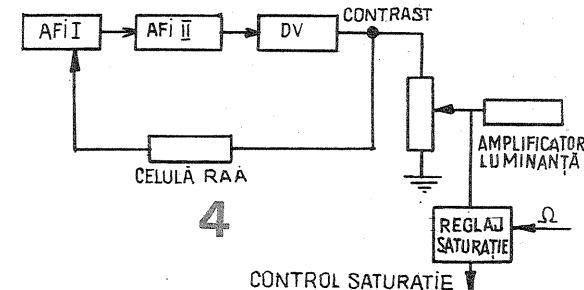 CONTRAST
AFI I
AFI II
DV
CELULĂ RAA
AMPLIFICATOR
LUMINANȚĂ
4
REGLAJ
SATURAȚIE
Ω
CONTROL SATURAȚIE